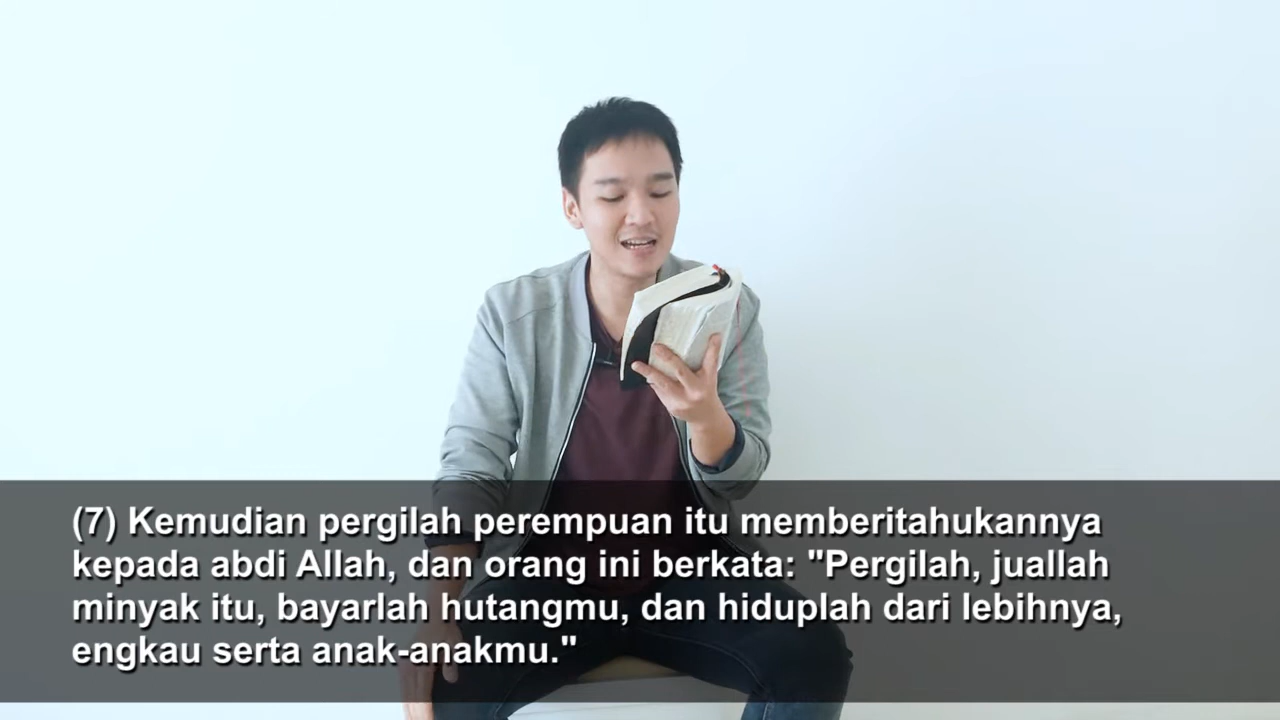 (7) Kemudian pergilah perempuan itu memberitahukannya
kepada abdi Allah, dan orang ini berkata: "Pergilah, juallah
minyak itu, bayarlah hutangmu, dan hiduplah dari lebihnya,
engkau serta anak-anakmu."